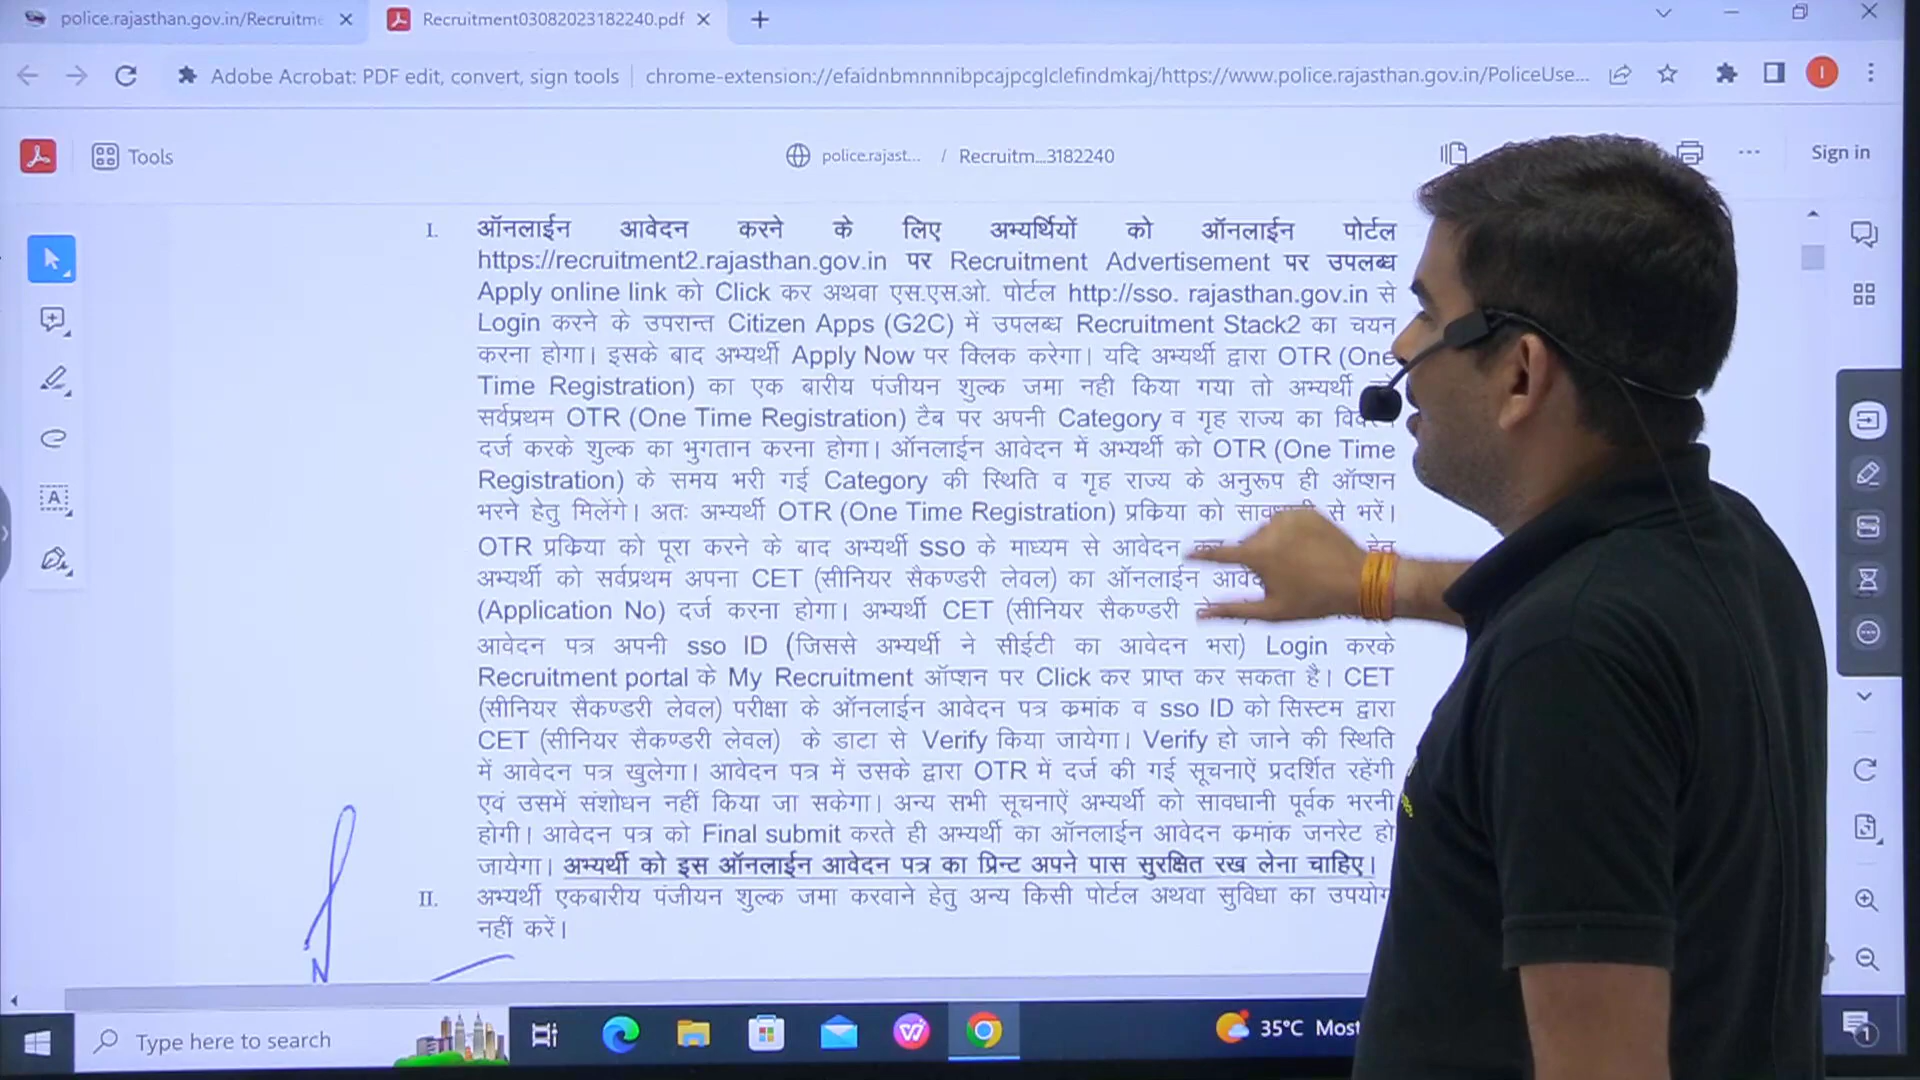 police.rajasthan.gov.in/Recruitme
Recruitment03082023182240.pdf
Adobe Acrobat: PDF edit, convert, sign tools
chrome-extension://efaidnbmnnnibpcajpcglclefindmkaj/https://www.police.rajasthan.gov.in/PoliceUse...
I
Tools
police.rajast... / Recruitm...3182240
Sign in
I. ऑनलाईन आवेदन करने के लिए अभ्यर्थियों को ऑनलाईन पोर्टल
https://recruitment2.rajasthan.gov.in पर Recruitment Advertisement पर उपलब्ध
Apply online link को Click कर अथवा एस.एस.ओ. पोर्टल http://sso. rajasthan.gov.in से
Login करने के उपरान्त Citizen Apps (G2C) में उपलब्ध Recruitment Stack2 का चयन
करना होगा। इसके बाद अभ्यर्थी Apply Now पर क्लिक करेगा। यदि अभ्यर्थी द्वारा OTR (One
Time Registration) का एक बारीय पंजीयन शुल्क जमा नही किया गया तो अभ्यर्थी
सर्वप्रथम OTR (One Time Registration) टैब पर अपनी Category व गृह राज्य का
दर्ज करके शुल्क का भुगतान करना होगा। ऑनलाईन आवेदन में अभ्यर्थी को OTR (One Time
Registration) के समय भरी गई Category की स्थिति व गृह राज्य के अनुरूप ही ऑप्शन
भरने हेतु मिलेंगे। अतः अभ्यर्थी OTR (One Time Registration) प्रक्रिया को से भरें।
OTR प्रक्रिया को पूरा करने के बाद अभ्यर्थी sso के माध्यम से आवेदन हेतु
अभ्यर्थी को सर्वप्रथम अपना CET (सीनियर सैकण्डरी लेवल) का ऑनलाईन
(Application No) दर्ज करना होगा। अभ्यर्थी CET (सीनियर सैकण्डरी
आवेदन पत्र अपनी sso ID (जिससे अभ्यर्थी ने सीईटी का आवेदन भरा) Login करके
Recruitment portal के My Recruitment ऑप्शन पर Click कर प्राप्त कर सकता है। CET
(सीनियर सैकण्डरी लेवल) परीक्षा के ऑनलाईन आवेदन पत्र क्रमांक व sso ID को सिस्टम द्वारा
CET (सीनियर सैकण्डरी लेवल) के डाटा से Verify किया जायेगा। Verify हो जाने की स्थिति
में आवेदन पत्र खुलेगा। आवेदन पत्र में उसके द्वारा OTR में दर्ज की गई सूचनाऐं प्रदर्शित रहेंगी
एवं उसमें संशोधन नहीं किया जा सकेगा। अन्य सभी सूचनाऐं अभ्यर्थी को सावधानी पूर्वक भरनी
होगी। आवेदन पत्र को Final submit करते ही अभ्यर्थी का ऑनलाईन आवेदन क्रमांक जनरेट हो
जायेगा। अभ्यर्थी को इस ऑनलाईन आवेदन पत्र का प्रिन्ट अपने पास सुरक्षित रख लेना चाहिए।
II. अभ्यर्थी एकबारीय पंजीयन शुल्क जमा करवाने हेतु अन्य किसी पोर्टल अथवा सुविधा का उपयोग
नहीं करें।
Type here to search
35°C Most
1